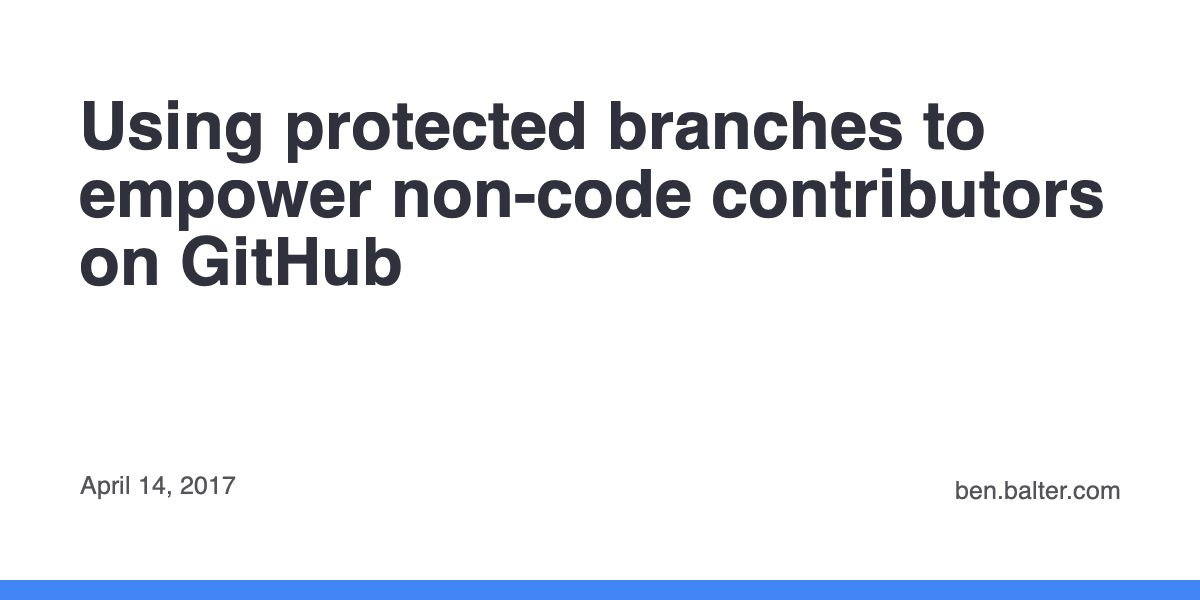 Using protected branches to
empower non-code contributors
on GitHub
April 14, 2017
ben.balter.com